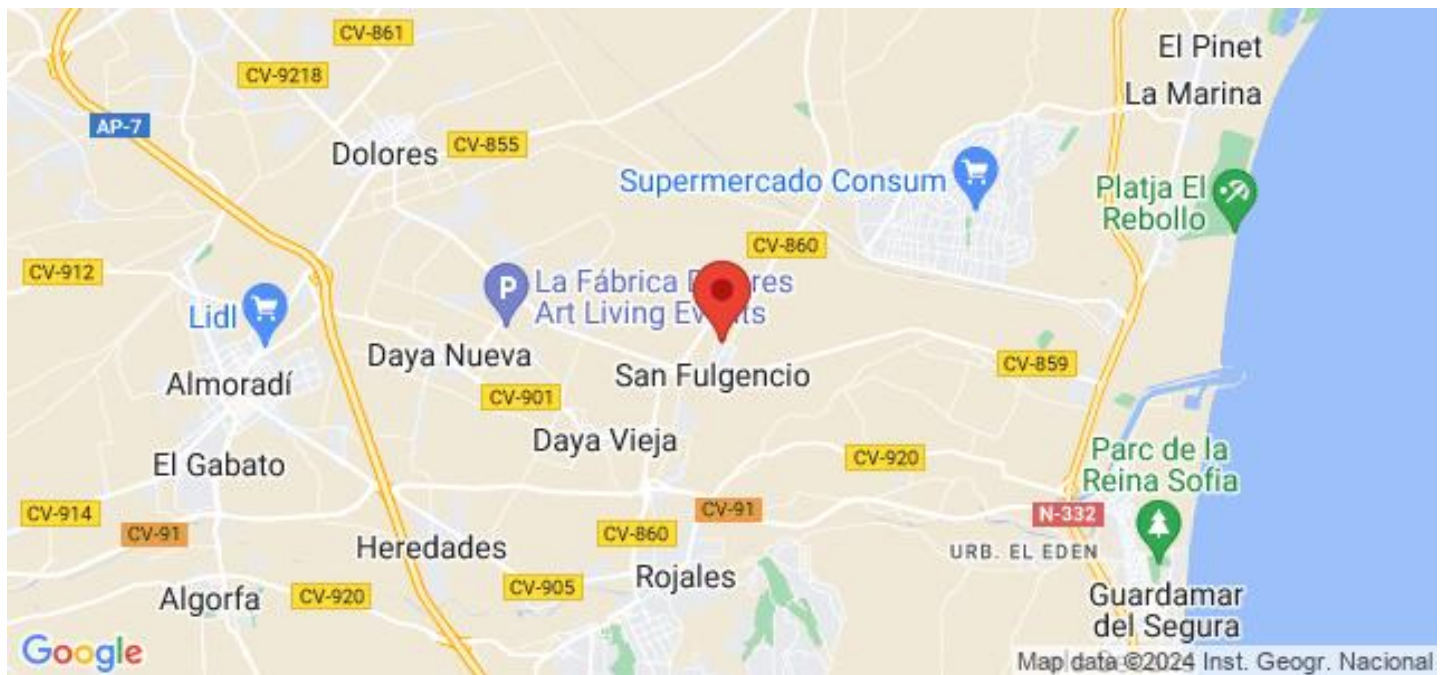 CV-861
El Pinet
CV-9218
La Marina
AP-7
Dolores
CV-855
Supermercado Consum
Platja El
Rebollo
CV-860
CV-912
La Fábrica
Art Living
P
Lidl
Daya Nueva
San Fulgencio
CV-859
Almoradí
CV-901
Daya Vieja
Parc de la
Reina Sofia
El Gabato
CV-920
CV-914
CV-91
CV-91
N-332
CV-860
Heredades
URB. EL EDEN
Rojales
CV-905
Algorfa
CV-920
Guardamar
del Segura
Google
Map data ©2024 Inst. Geogr. Nacional